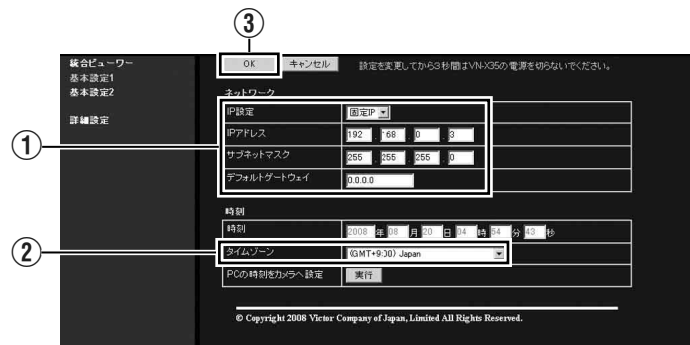 ③
統合ビューワー
基本設定1
基本設定2
詳細設定
OK キャンセル 設定を変更してから3秒間はVN-X35の電源を切らないでください。
ネットワーク
①
IP設定 固定IP
IPアドレス 192 . 168 . 0 . 3
サブネットマスク 255 . 255 . 255 . 0
デフォルトゲートウェイ 0.0.0.0
時刻
時刻 2008 年 08 月 20 日 04 時 54 分 43 秒
②
タイムゾーン (GMT+9:00) Japan
PCの時刻をカメラへ設定 実行
© Copyright 2008 Victor Company of Japan, Limited All Rights Reserved.